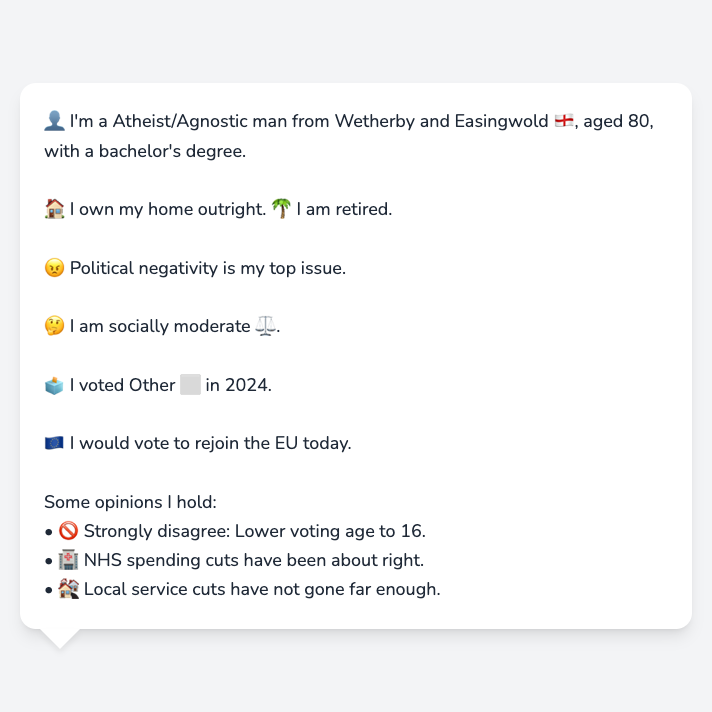 👤 I'm a Atheist/Agnostic man from Wetherby and Easingwold 🏴󠁧󠁢󠁥󠁮󠁧󠁿, aged 80,
with a bachelor's degree.
🏠 I own my home outright. 🌴 I am retired.
😠 Political negativity is my top issue.
🤔 I am socially moderate ⚖️.
🗳️ I voted Other ⬜ in 2024.
🇪🇺 I would vote to rejoin the EU today.
Some opinions I hold:
• 🚫 Strongly disagree: Lower voting age to 16.
• 🏥 NHS spending cuts have been about right.
• 🏘️ Local service cuts have not gone far enough.